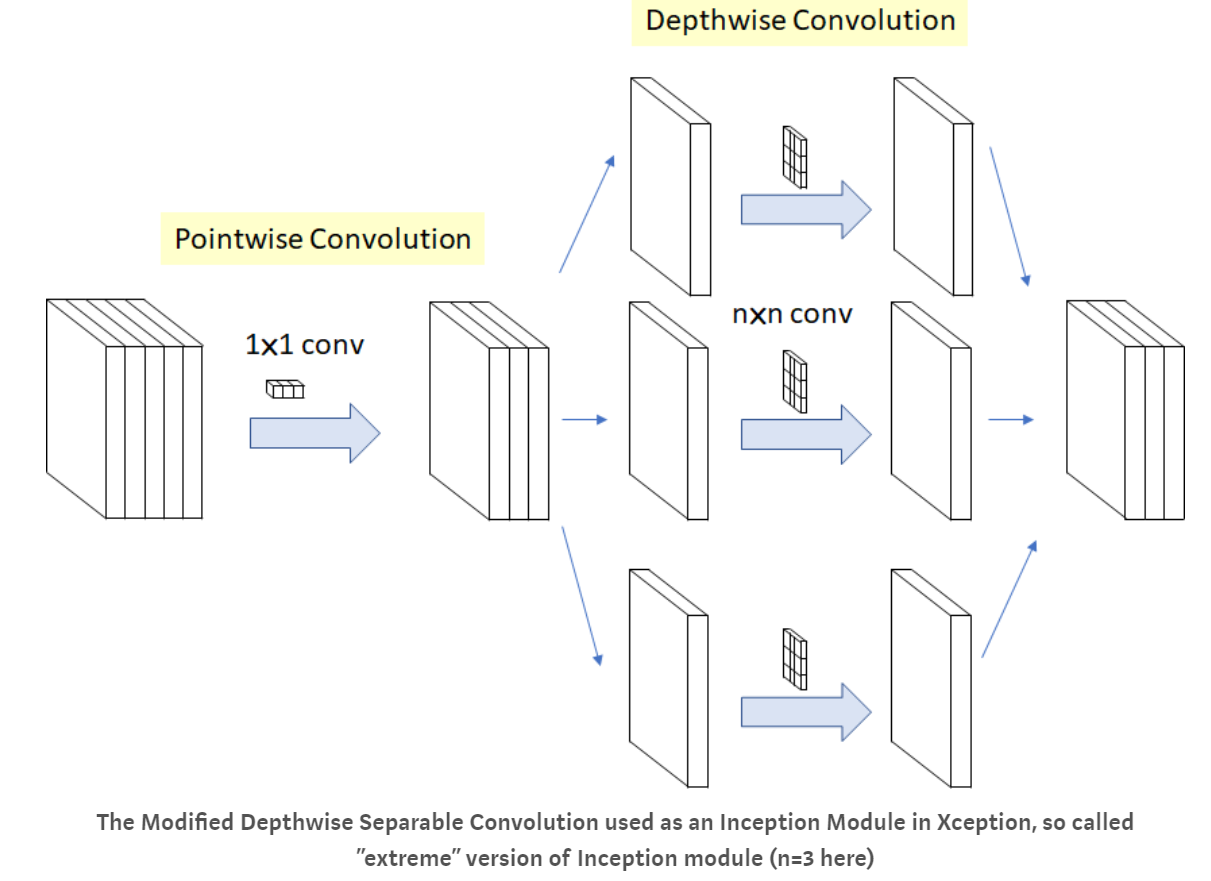 Depthwise Convolution
Pointwise Convolution
1x1 conv
nxn conv
The Modified Depthwise Separable Convolution used as an Inception Module in Xception, so called
”extreme” version of Inception module (n=3 here)